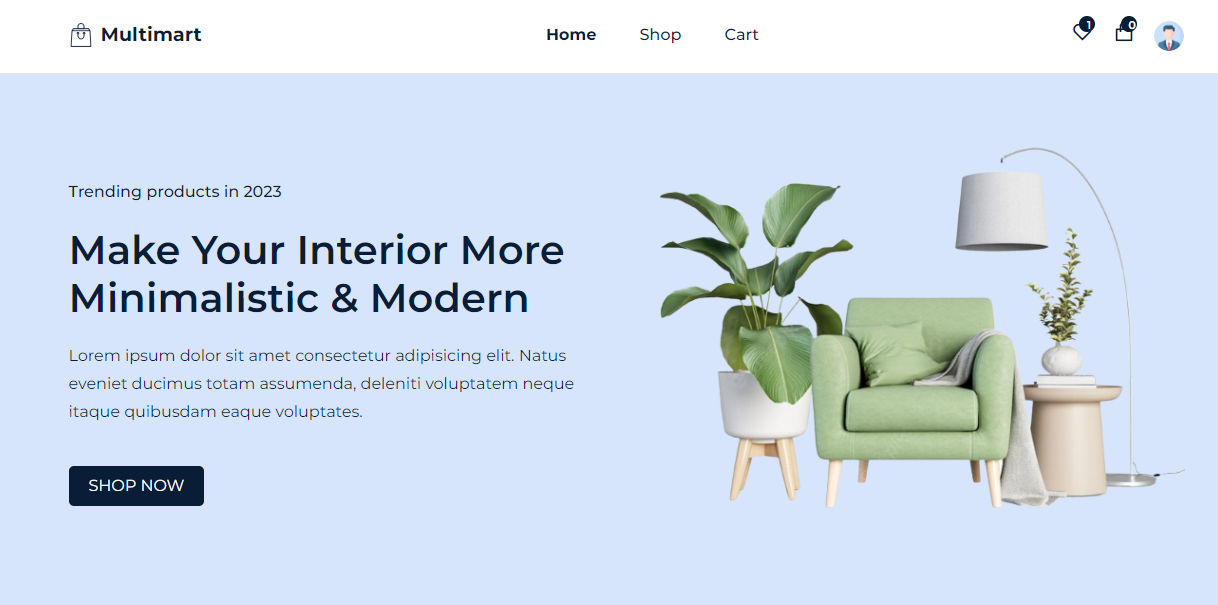 Multimart
Home
Shop
Cart
1
0
Trending products in 2023
Make Your Interior More
Minimalistic & Modern
Lorem ipsum dolor sit amet consectetur adipisicing elit. Natus
eveniet ducimus totam assumenda, deleniti voluptatem neque
itaque quibusdam eaque voluptates.
SHOP NOW